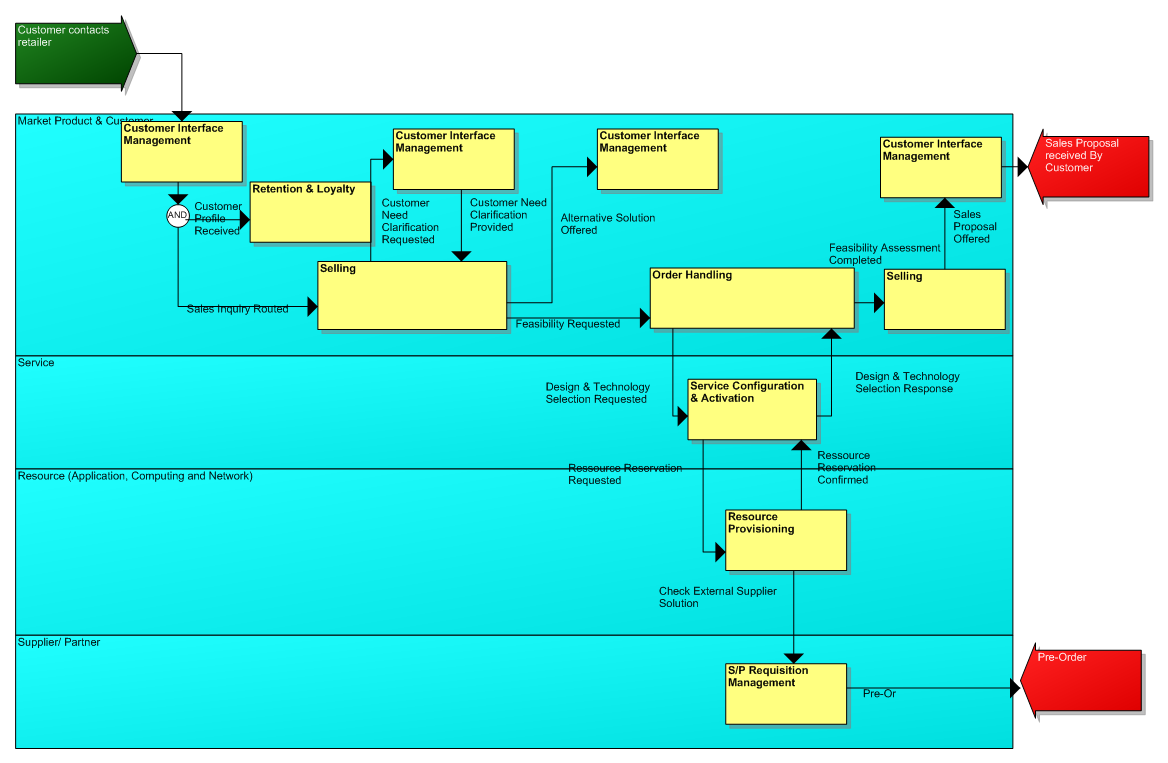 Customer contacts
retailer
Market Product & Customer
Customer Interface
Management
Customer Interface
Management
Customer Interface
Management
Customer Interface
Management
Sales Proposal
received By
Customer
Retention & Loyalty
AND
Customer
Profile
Received
Customer
Need
Clarification
Requested
Customer Need
Clarification
Provided
Alternative Solution
Offered
Sales
Proposal
Offered
Feasibility Assessment
Completed
Selling
Order Handling
Selling
Sales Inquiry Routed
Feasibility Requested
Service
Design & Technology
Selection Requested
Service Configuration
& Activation
Design & Technology
Selection Response
Ressource Reservation
Requested
Ressource
Reservation
Confirmed
Resource (Application, Computing and Network)
Resource
Provisioning
Check External Supplier
Solution
Supplier/ Partner
S/P Requisition
Management
Pre-Or
Pre-Order